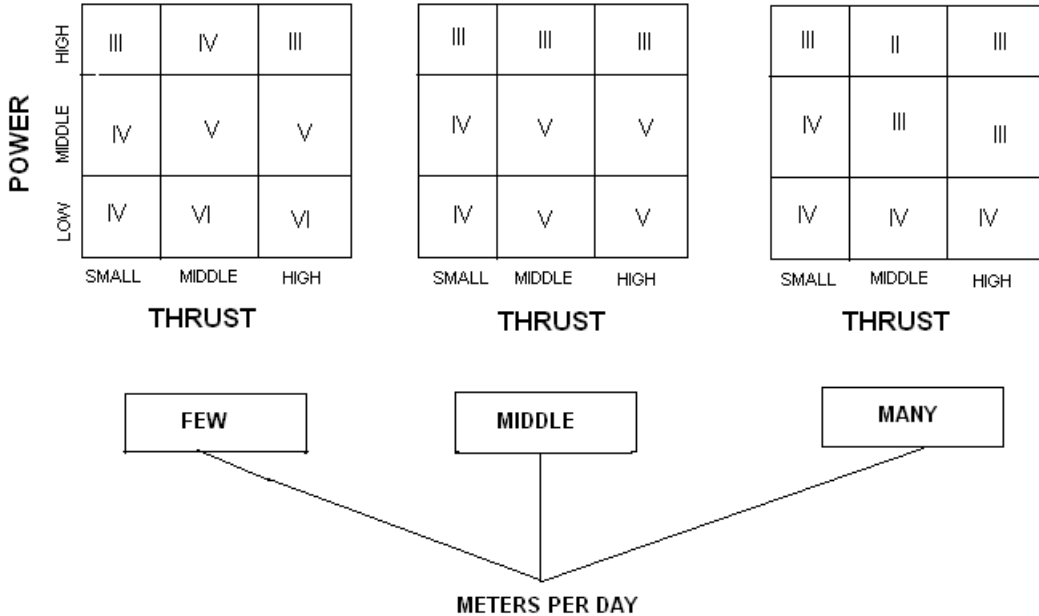 HIGH III IV III III III III III II III
POWER MIDDLE IV V V IV V V IV III III
LOW IV VI VI IV V V IV IV IV
SMALL MIDDLE HIGH SMALL MIDDLE HIGH SMALL MIDDLE HIGH
THRUST THRUST THRUST
FEW MIDDLE MANY
METERS PER DAY